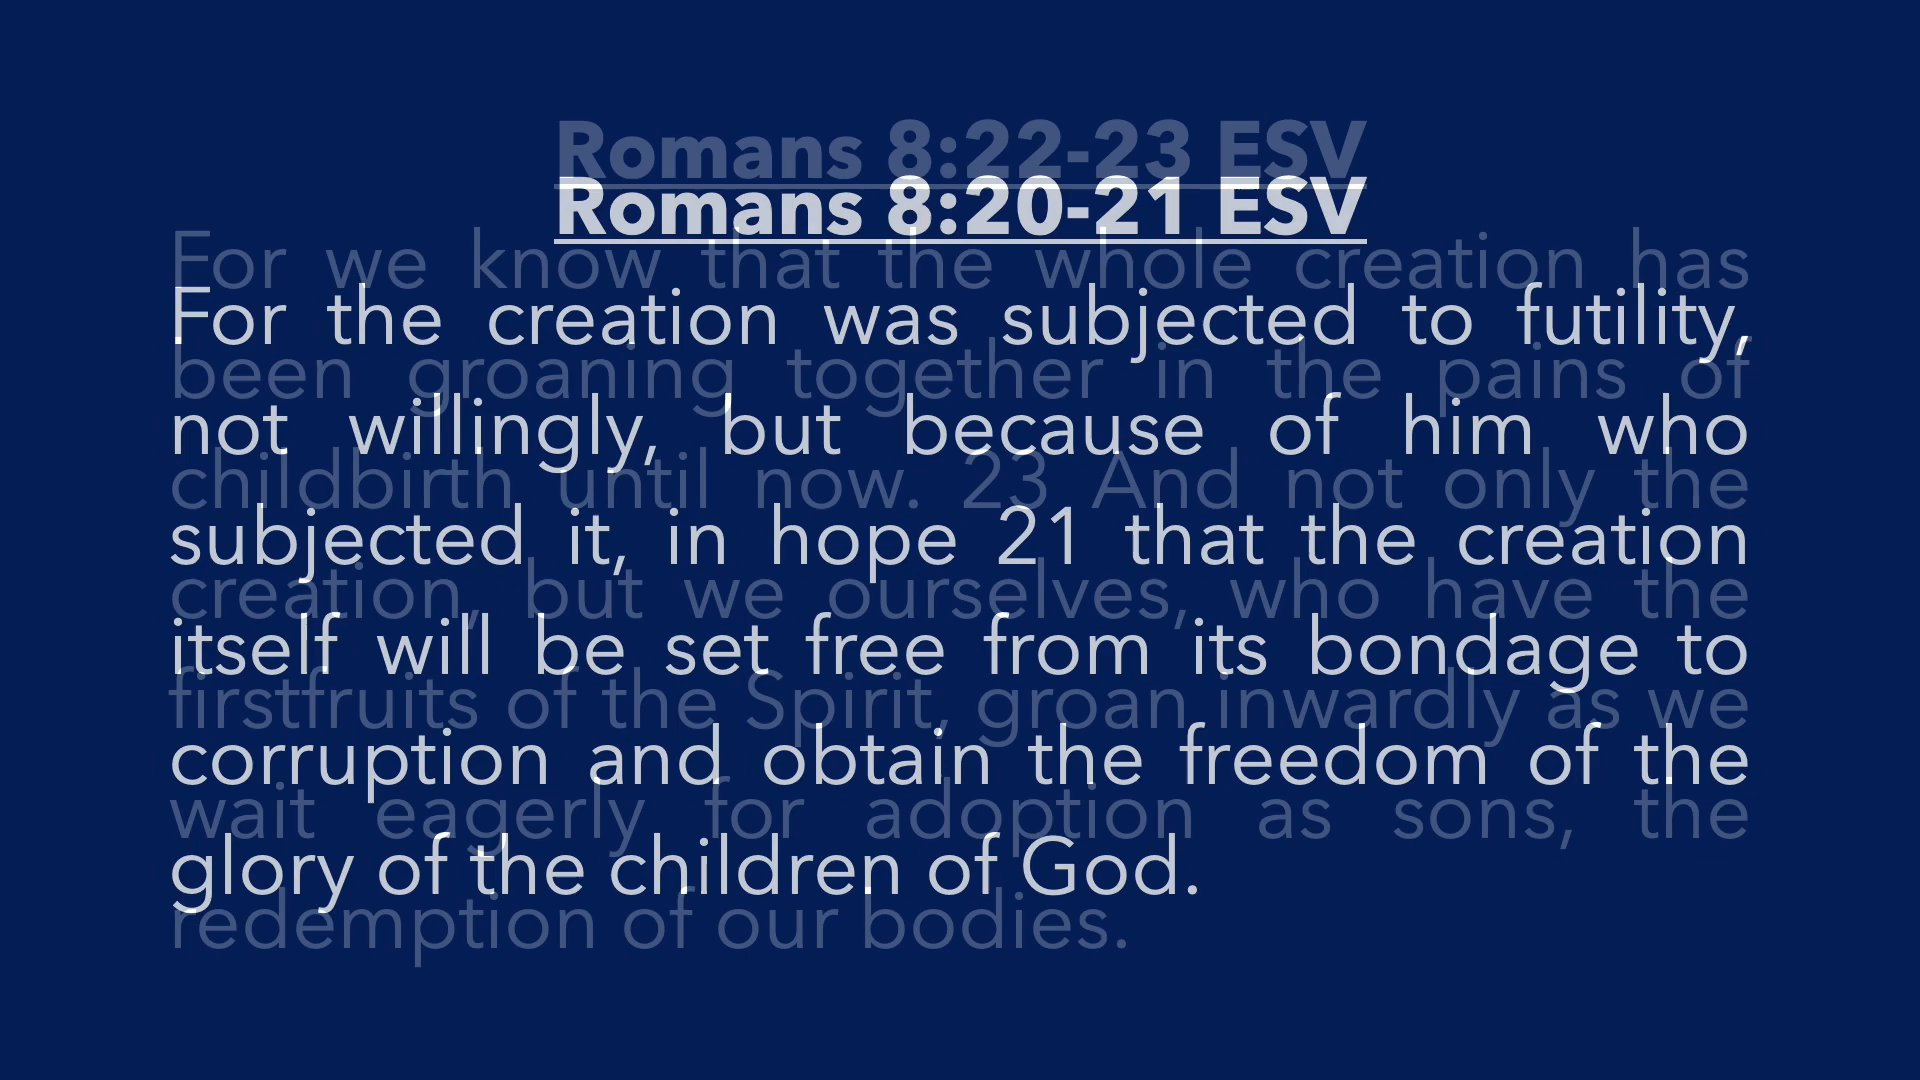 Romans 8:22-23 ESV
Romans 8:20-21 ESV
For we know that the whole creation has
For the creation was subjected to futility,
been groaning together in the pains of
not willingly, but because of him who
childbirth until now. 23 And not only the
subjected it, in hope 21 that the creation
creation, but we ourselves, who have the
itself will be set free from its bondage to
firstfruits of the Spirit, groan inwardly as we
corruption and obtain the freedom of the
wait eagerly for adoption as sons, the
glory of the children of God.
redemption of our bodies.